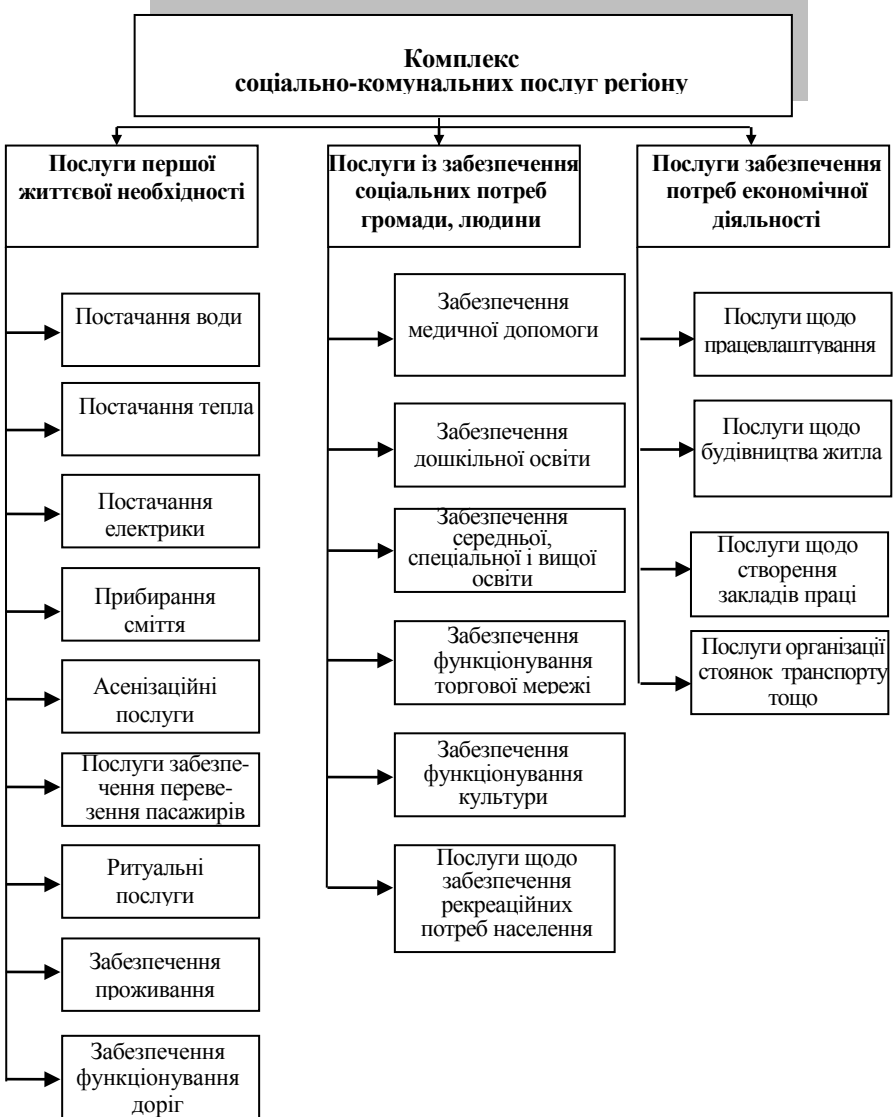 Комплекс
соціально-комунальних послуг регіону
Послуги першої
життєвої необхідності
Постачання води
Постачання тепла
Постачання
електрики
Прибирання
сміття
Асенізаційні
послуги
Послуги забезпе-
чення переве-
зення пасажирів
Ритуальні
послуги
Забезпечення
проживання
Забезпечення
функціонування
доріг
Послуги із забезпечення
соціальних потреб
громади, людини
Забезпечення
медичної допомоги
Забезпечення
дошкільної освіти
Забезпечення
середньої,
спеціальної і вищої
освіти
Забезпечення
функціонування
торгової мережі
Забезпечення
функціонування
культури
Послуги щодо
забезпечення
рекреаційних
потреб населення
Послуги забезпечення
потреб економічної
діяльності
Послуги щодо
працевлаштування
Послуги щодо
будівництва житла
Послуги щодо
створення
закладів праці
Послуги організації
стоянок транспорту
тощо